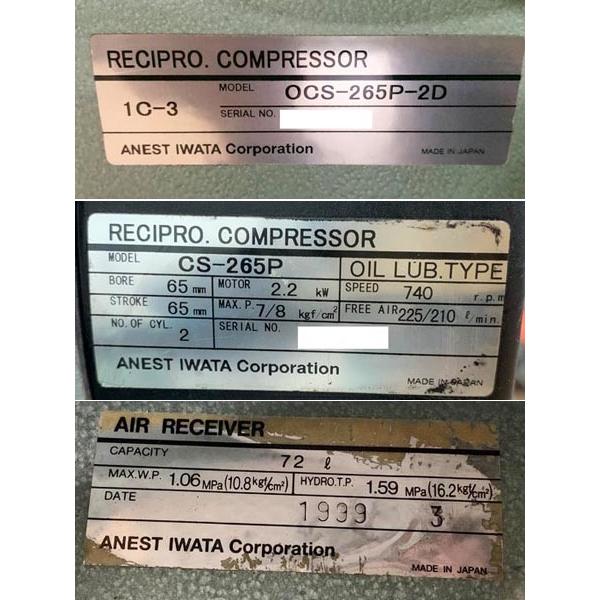 RECIPRO. COMPRESSOR
1C-3 MODEL OCS-265P-2D
SERIAL NO.
ANEST IWATA Corporation MADE IN JAPAN
RECIPRO. COMPRESSOR
MODEL CS-265P OIL LUB.TYPE
BORE 65 mm MOTOR 2.2 kW SPEED 740 r.p.m
STROKE 65 mm MAX.P. 7/8 kgf/cm² FREE AIR 225/210 ℓ/min.
NO.OF CYL. 2 SERIAL NO.
ANEST IWATA Corporation MADE IN JAPAN
AIR RECEIVER
CAPACITY 72 ℓ
MAX.W.P. 1.06 MPa(10.8kgf/cm²) HYDRO.T.P. 1.59 MPa(16.2kgf/cm²)
DATE 1999 3
ANEST IWATA Corporation
MADE IN JAPAN